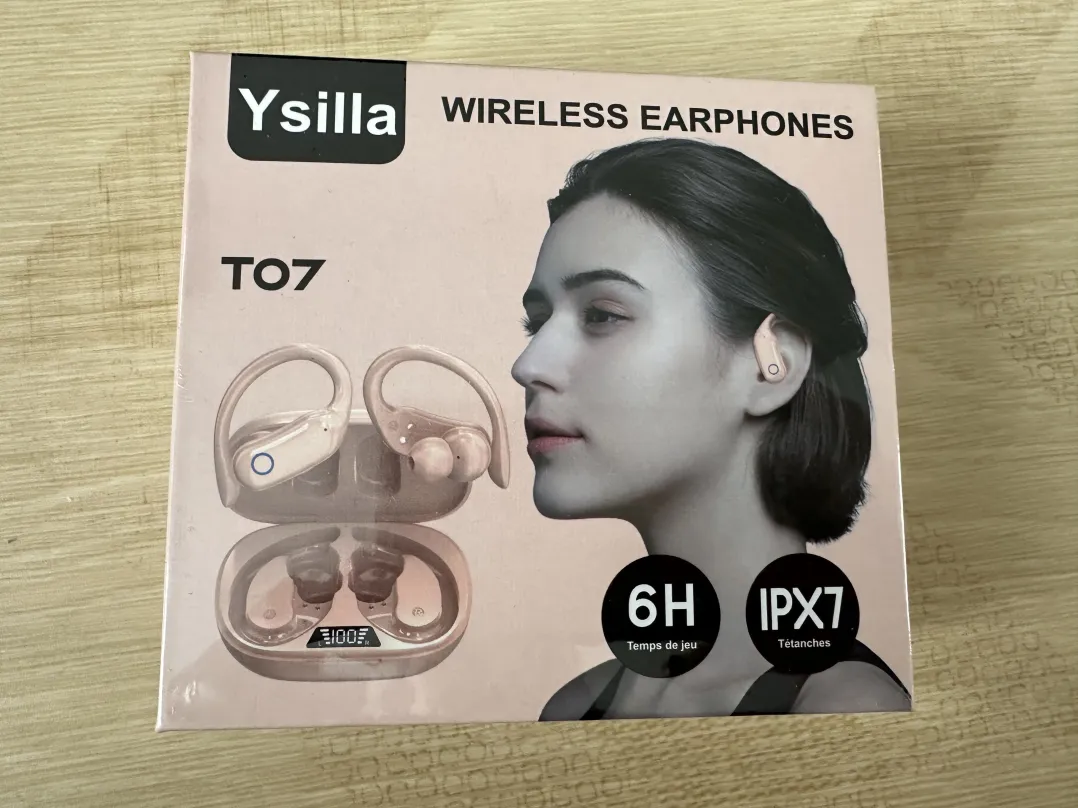 Ysilla
WIRELESS EARPHONES
TO7
100
6H
Temps de jeu
IPX7
Tétanches